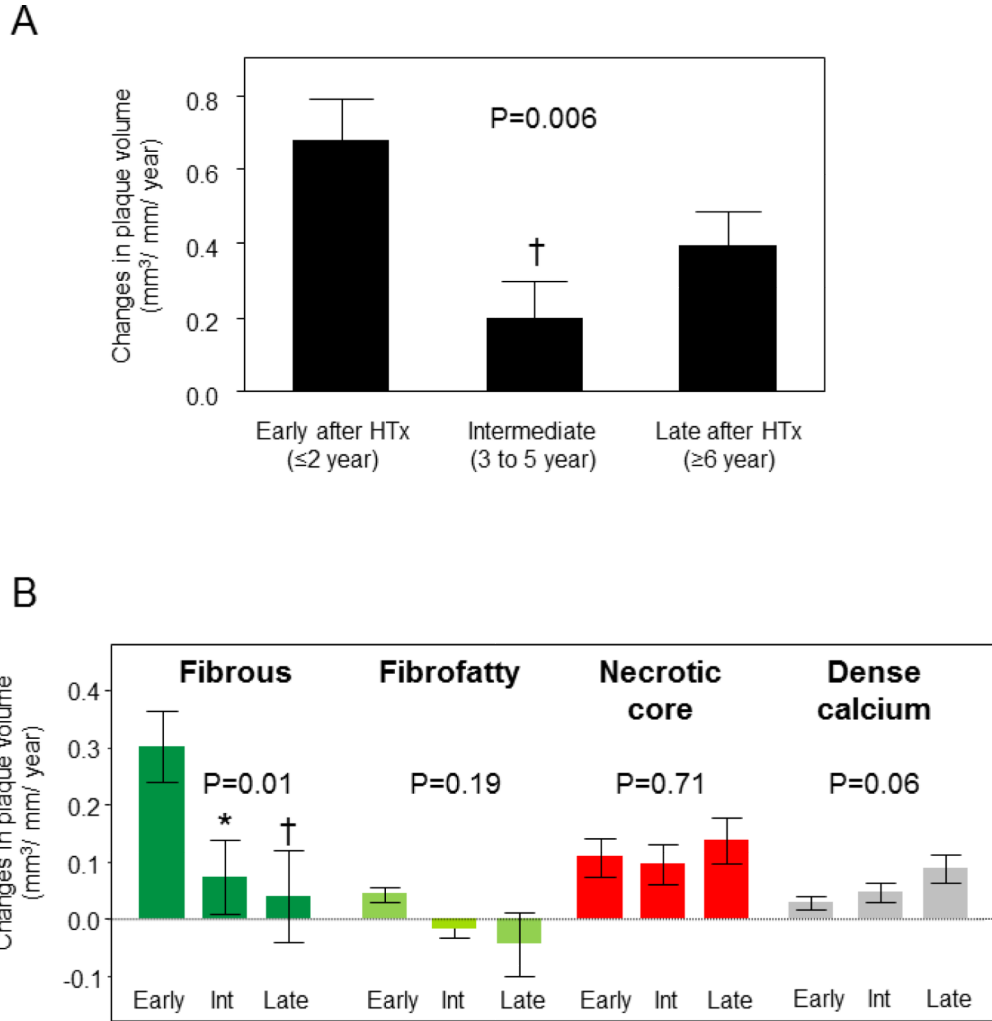 A
Changes in plaque volume
(mm³/ mm/ year)
0.8
0.6
0.4
0.2
0.0
P=0.006
†
Early after HTx
(≤2 year)
Intermediate
(3 to 5 year)
Late after HTx
(≥6 year)
B
Changes in plaque volume
(mm³/ mm/ year)
0.4
0.3
0.2
0.1
0.0
-0.1
Fibrous
Fibrofatty
Necrotic
core
Dense
calcium
P=0.01
P=0.19
P=0.71
P=0.06
*
†
Early Int Late
Early Int Late
Early Int Late
Early Int Late